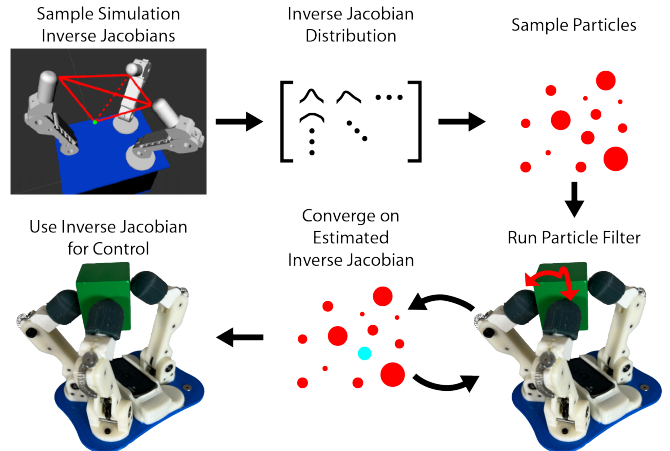 Sample Simulation
Inverse Jacobians
Inverse Jacobian
Distribution
Sample Particles
Use Inverse Jacobian
for Control
Converge on
Estimated
Inverse Jacobian
Run Particle Filter